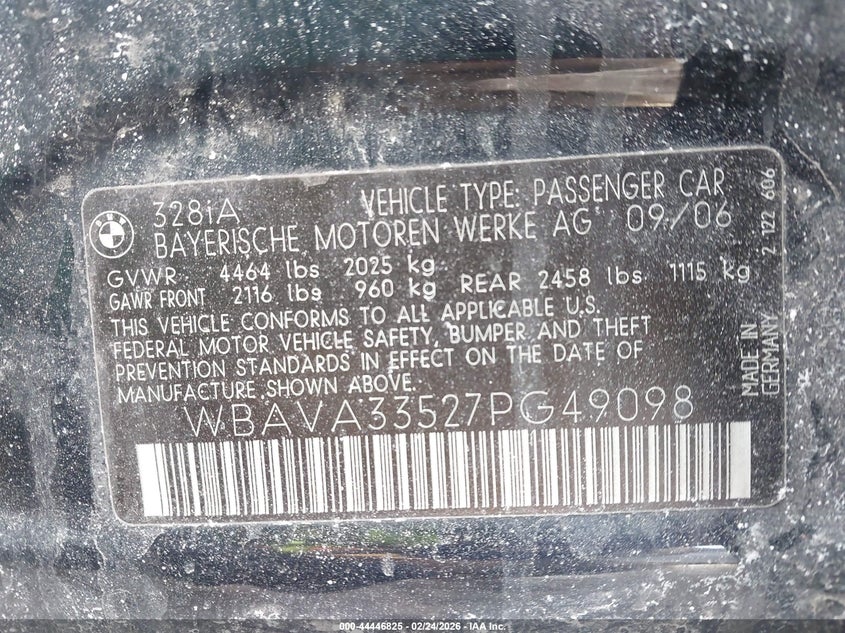 BMW
328iA VEHICLE TYPE: PASSENGER CAR
BAYERISCHE MOTOREN WERKE AG 09/06
GVWR 4464 lbs 2025 kg
GAWR FRONT 2116 lbs 960 kg REAR 2458 lbs 1115 kg
THIS VEHICLE CONFORMS TO ALL APPLICABLE U.S.
FEDERAL MOTOR VEHICLE SAFETY, BUMPER AND THEFT
PREVENTION STANDARDS IN EFFECT ON THE DATE OF
MANUFACTURE SHOWN ABOVE.
WBAVA33527PG49098
MADE IN
GERMANY
2 122 606
000-44446825 - 02/24/2026 - IAA Inc.